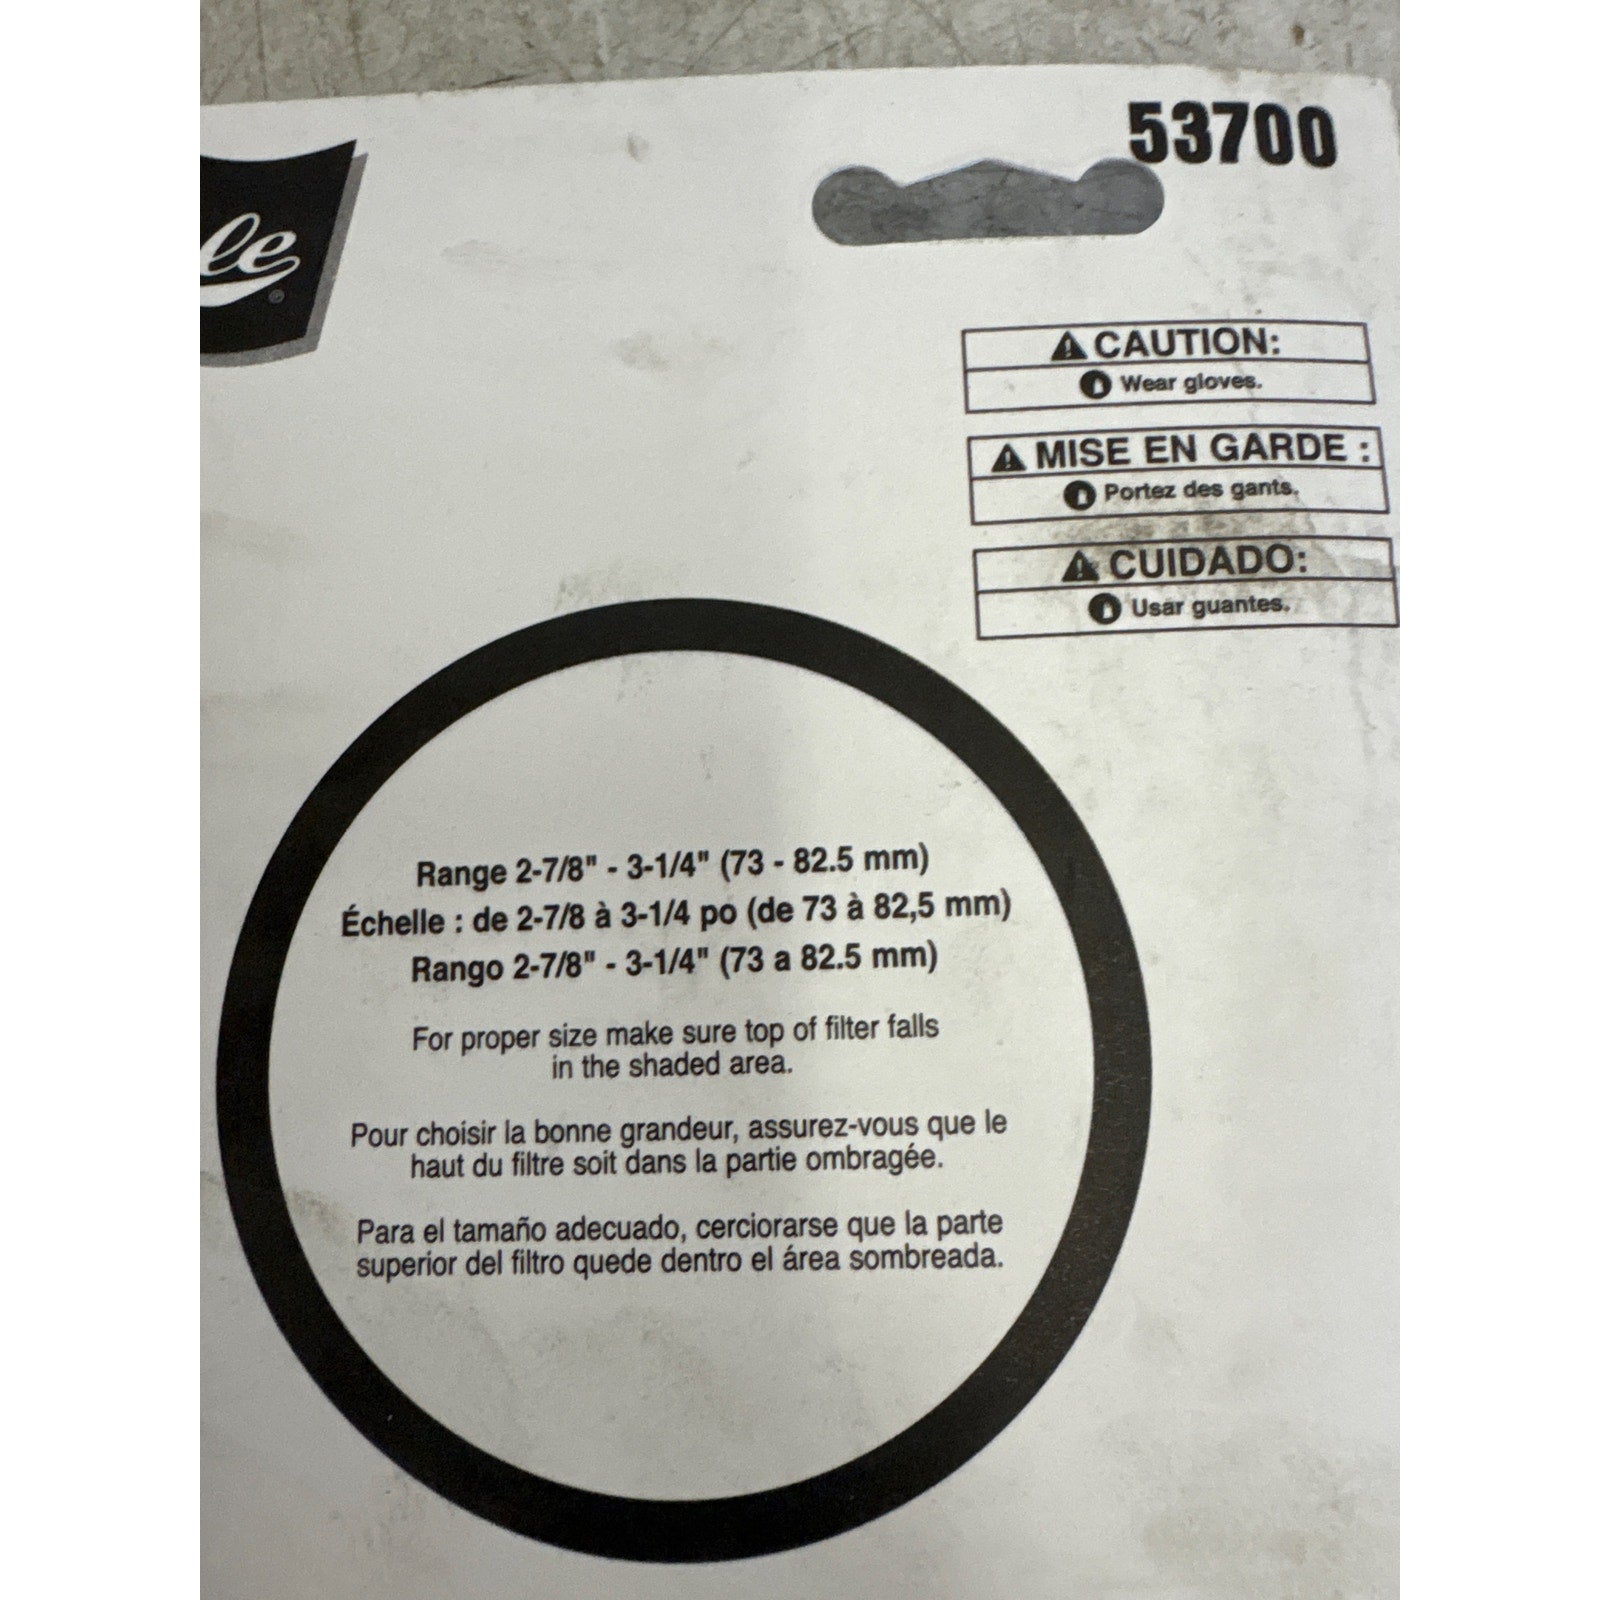 53700
le®
CAUTION:
Wear gloves.
MISE EN GARDE :
Portez des gants.
CUIDADO:
Usar guantes.
Range 2-7/8" - 3-1/4" (73 - 82.5 mm)
Échelle : de 2-7/8 à 3-1/4 po (de 73 à 82,5 mm)
Rango 2-7/8" - 3-1/4" (73 a 82.5 mm)
For proper size make sure top of filter falls
in the shaded area.
Pour choisir la bonne grandeur, assurez-vous que le
haut du filtre soit dans la partie ombragée.
Para el tamaño adecuado, cerciorarse que la parte
superior del filtro quede dentro el área sombreada.